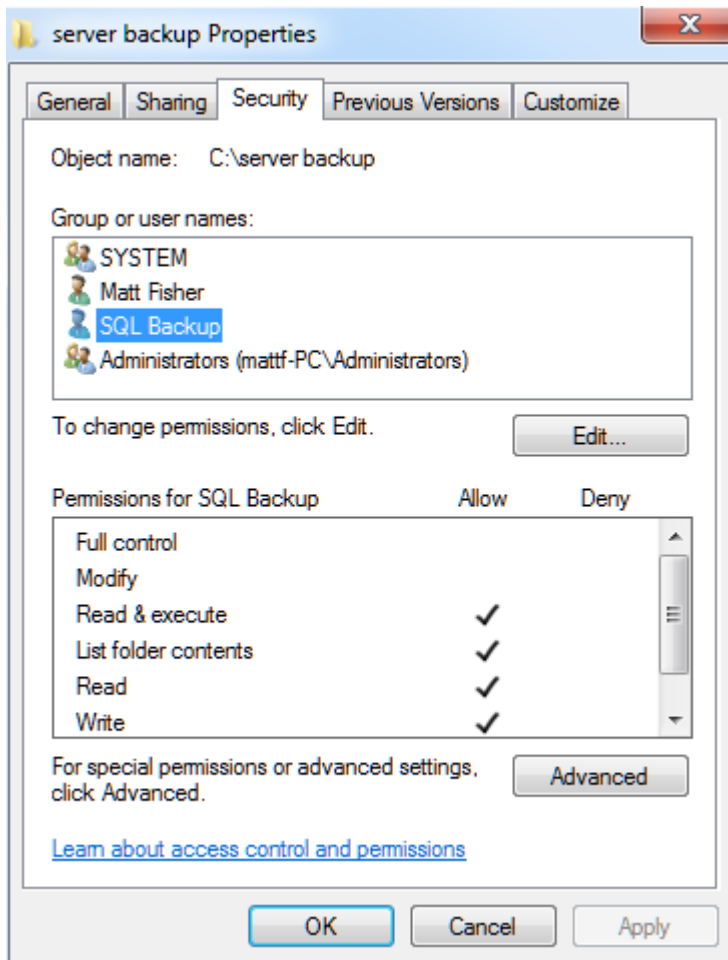 server backup Properties
General Sharing Security Previous Versions Customize
Object name: C:\server backup
Group or user names:
SYSTEM
Matt Fisher
SQL Backup
Administrators (mattf-PC\Administrators)
To change permissions, click Edit.
Edit...
Permissions for SQL Backup Allow Deny
Full control
Modify
Read & execute
List folder contents
Read
Write
For special permissions or advanced settings,
click Advanced.
Advanced
Learn about access control and permissions
OK Cancel Apply